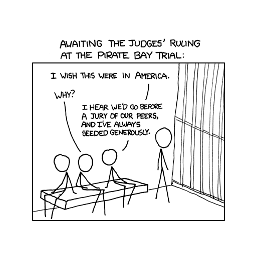 AWAITING THE JUDGES' RULING
AT THE PIRATE BAY TRIAL:
I WISH THIS WERE IN AMERICA.
WHY?
I HEAR WE'D GO BEFORE
A JURY OF OUR PEERS,
AND I'VE ALWAYS
SEEDED GENEROUSLY.